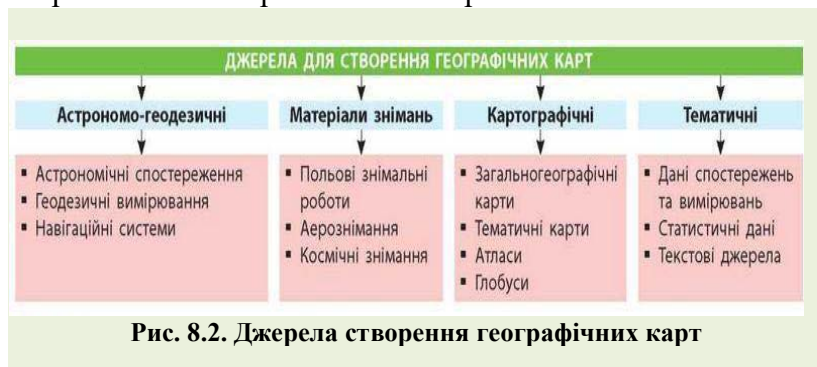 ДЖЕРЕЛА ДЛЯ СТВОРЕННЯ ГЕОГРАФІЧНИХ КАРТ
Астрономо-геодезичні
▪ Астрономічні спостереження
▪ Геодезичні вимірювання
▪ Навігаційні системи
Матеріали знімань
▪ Польові знімальні
роботи
▪ Аерознімання
▪ Космічні знімання
Картографічні
▪ Загальногеографічні
карти
▪ Тематичні карти
▪ Атласи
▪ Глобуси
Тематичні
▪ Дані спостережень
та вимірювань
▪ Статистичні дані
▪ Текстові джерела
Рис. 8.2. Джерела створення географічних карт